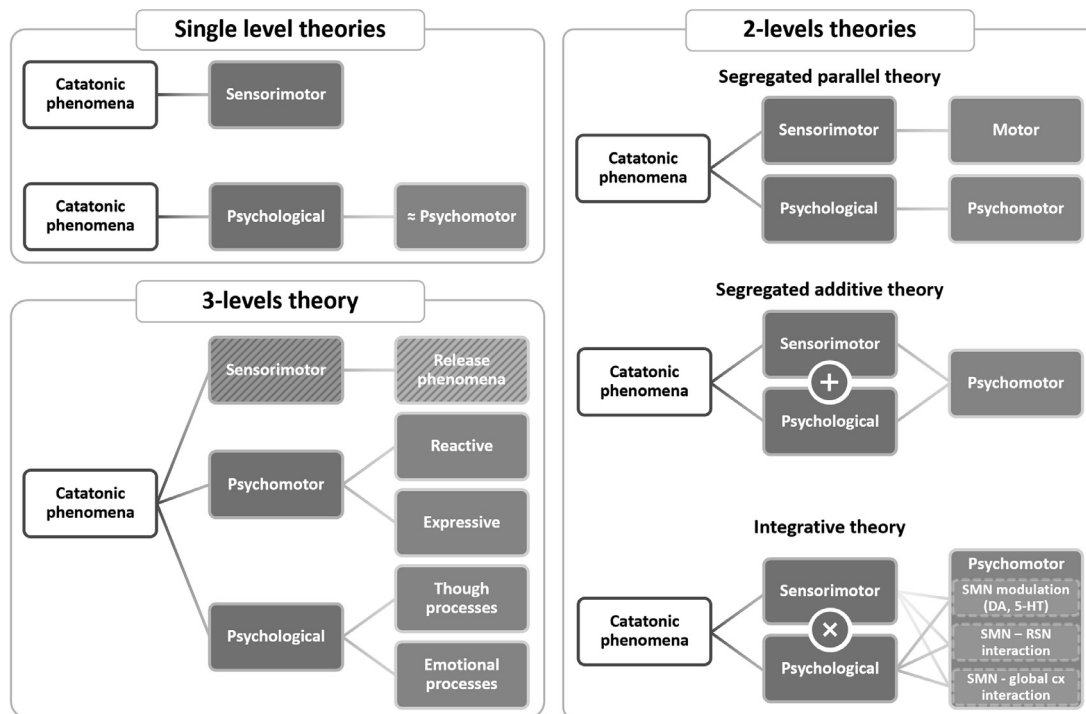 Single level theories
Catatonic
phenomena
Sensorimotor
Catatonic
phenomena
Psychological
≈ Psychomotor
3-levels theory
Catatonic
phenomena
Sensorimotor
Release
phenomena
Psychomotor
Reactive
Expressive
Psychological
Though
processes
Emotional
processes
2-levels theories
Segregated parallel theory
Catatonic
phenomena
Sensorimotor
Motor
Psychological
Psychomotor
Segregated additive theory
Catatonic
phenomena
Sensorimotor
+
Psychological
Psychomotor
Integrative theory
Catatonic
phenomena
Sensorimotor
×
Psychological
Psychomotor
SMN modulation
(DA, 5-HT)
SMN – RSN
interaction
SMN - global cx
interaction